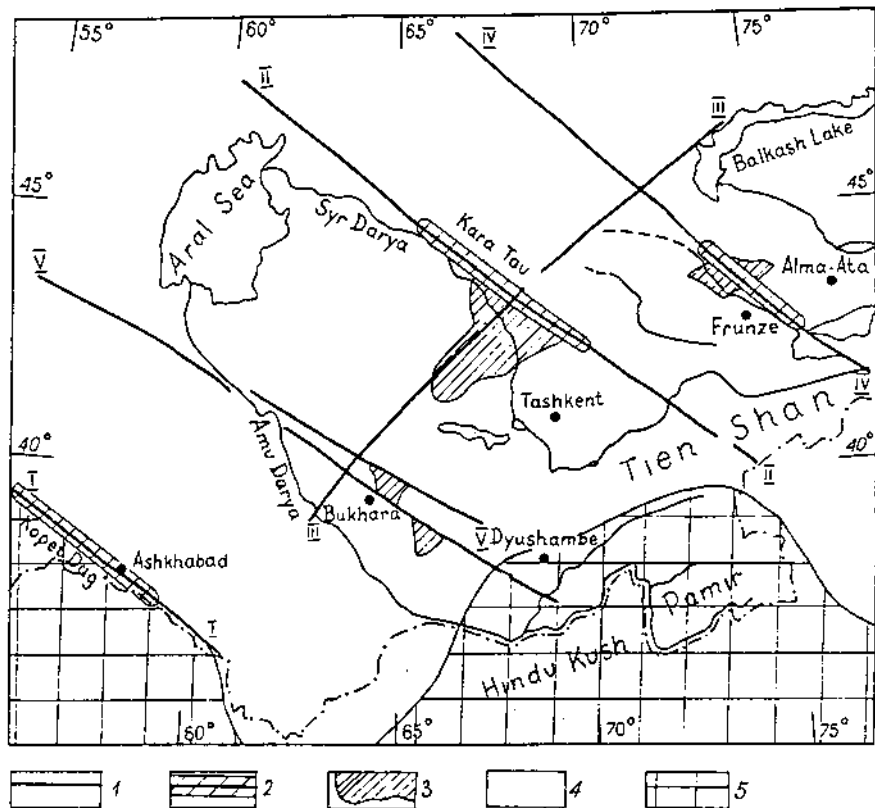 55° 60° 65° 70° 75°
IV
II
III
Balkash Lake
45° 45°
Aral Sea
Syr Darya
Kara Tau
Alma-Ata
V
Frunze
IV
Tashkent
Tien Shan
40° 40°
Amu Darya
II
I
Bukhara
III
V Dyushambe
Kopet Dag
Ashkhabad
Pamir
I
Hindu Kush
60° 65° 70° 75°
1 2 3 4 5